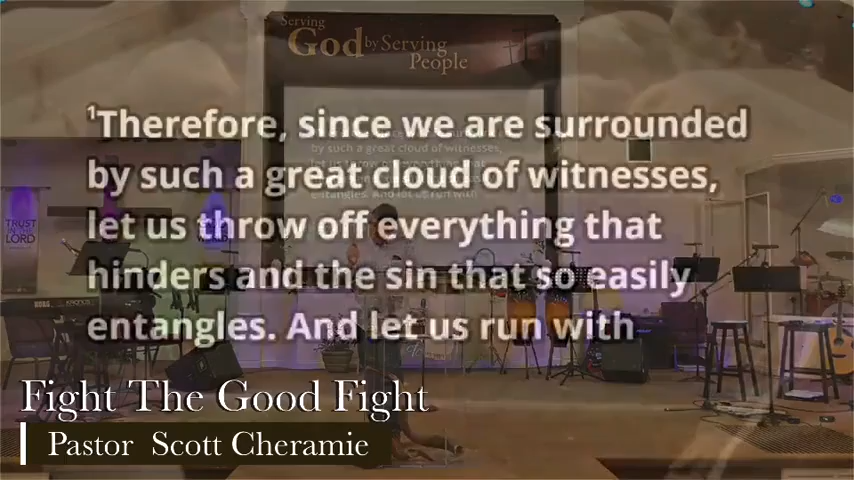 Serving
God by Serving
People
¹Therefore, since we are surrounded
by such a great cloud of witnesses,
let us throw off everything that
hinders and the sin that so easily
entangles. And let us run with
TRUST
LORD
KORG
KRONOS
Fight The Good Fight
Pastor Scott Cheramie